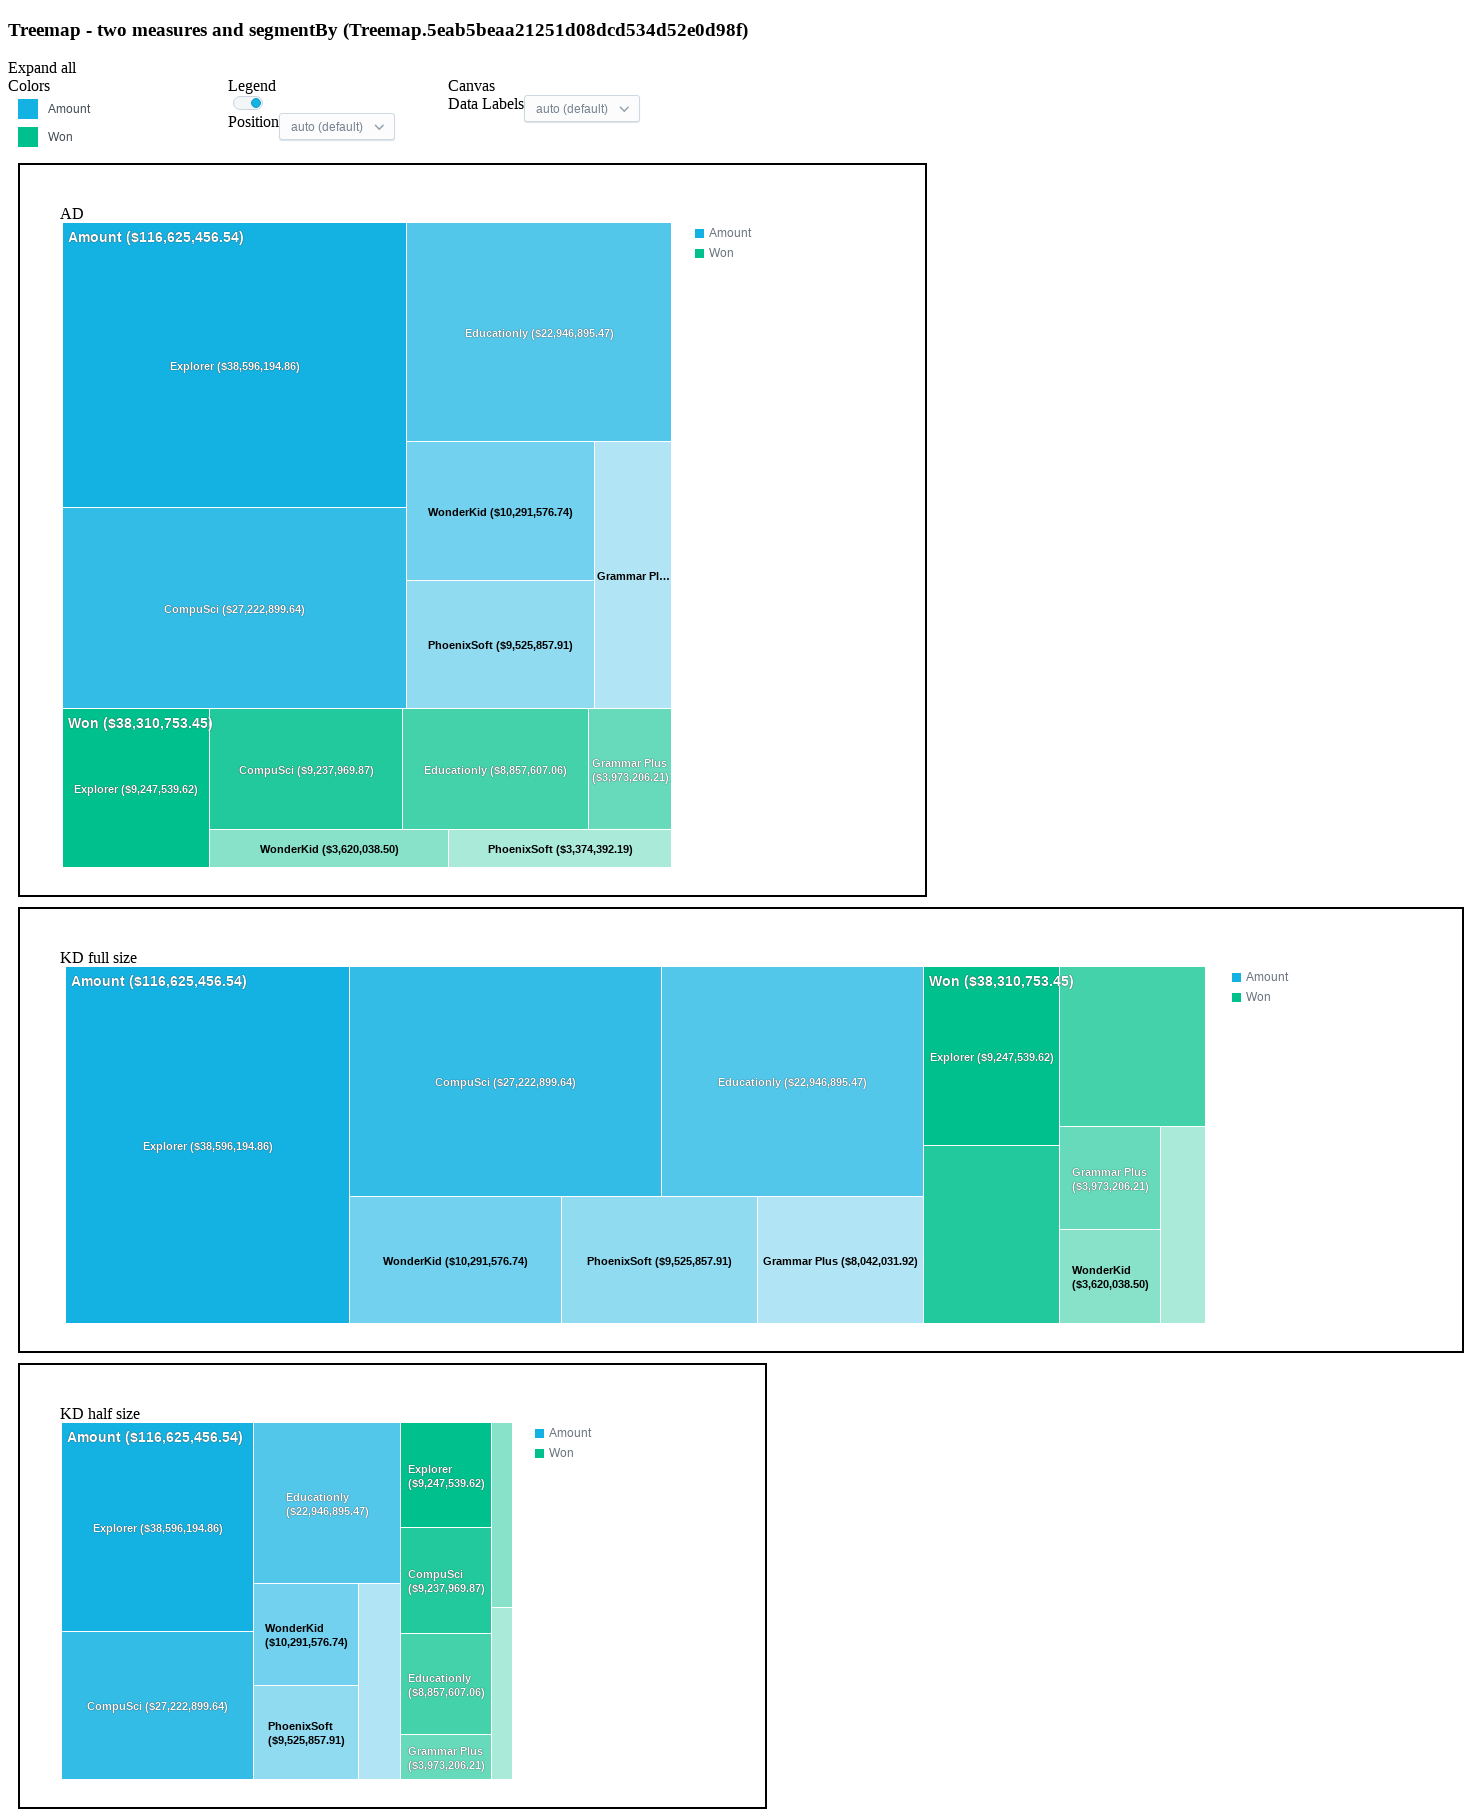 Treemap - two measures and segmentBy (Treemap.5eab5beaa21251d08dcd534d52e0d98f)
Expand all
Colors
Amount
Won
Legend
Position
auto (default)
Canvas
Data Labels
auto (default)
AD
Amount ($116,625,456.54)
Explorer ($38,596,194.86)
Educationly ($22,946,895.47)
WonderKid ($10,291,576.74)
Grammar Pl…
CompuSci ($27,222,899.64)
PhoenixSoft ($9,525,857.91)
Won ($38,310,753.45)
Explorer ($9,247,539.62)
CompuSci ($9,237,969.87)
Educationly ($8,857,607.06)
Grammar Plus
($3,973,206.21)
WonderKid ($3,620,038.50)
PhoenixSoft ($3,374,392.19)
Amount
Won
KD full size
Amount ($116,625,456.54)
Explorer ($38,596,194.86)
CompuSci ($27,222,899.64)
Educationly ($22,946,895.47)
WonderKid ($10,291,576.74)
PhoenixSoft ($9,525,857.91)
Grammar Plus ($8,042,031.92)
Won ($38,310,753.45)
Explorer ($9,247,539.62)
Grammar Plus
($3,973,206.21)
WonderKid
($3,620,038.50)
Amount
Won
KD half size
Amount ($116,625,456.54)
Explorer ($38,596,194.86)
CompuSci ($27,222,899.64)
Educationly
($22,946,895.47)
WonderKid
($10,291,576.74)
PhoenixSoft
($9,525,857.91)
Explorer
($9,247,539.62)
CompuSci
($9,237,969.87)
Educationly
($8,857,607.06)
Grammar Plus
($3,973,206.21)
Amount
Won